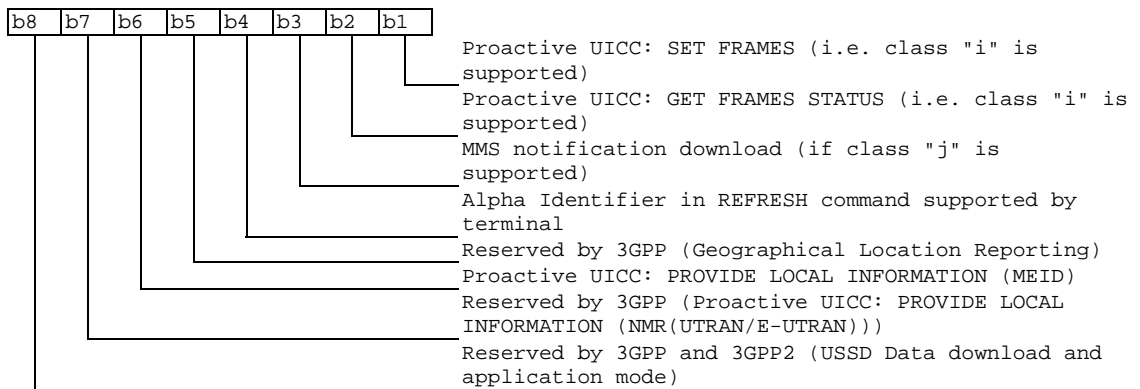 b8 b7 b6 b5 b4 b3 b2 b1
Proactive UICC: SET FRAMES (i.e. class "i" is
supported)
Proactive UICC: GET FRAMES STATUS (i.e. class "i" is
supported)
MMS notification download (if class "j" is
supported)
Alpha Identifier in REFRESH command supported by
terminal
Reserved by 3GPP (Geographical Location Reporting)
Proactive UICC: PROVIDE LOCAL INFORMATION (MEID)
Reserved by 3GPP (Proactive UICC: PROVIDE LOCAL
INFORMATION (NMR(UTRAN/E-UTRAN)))
Reserved by 3GPP and 3GPP2 (USSD Data download and
application mode)